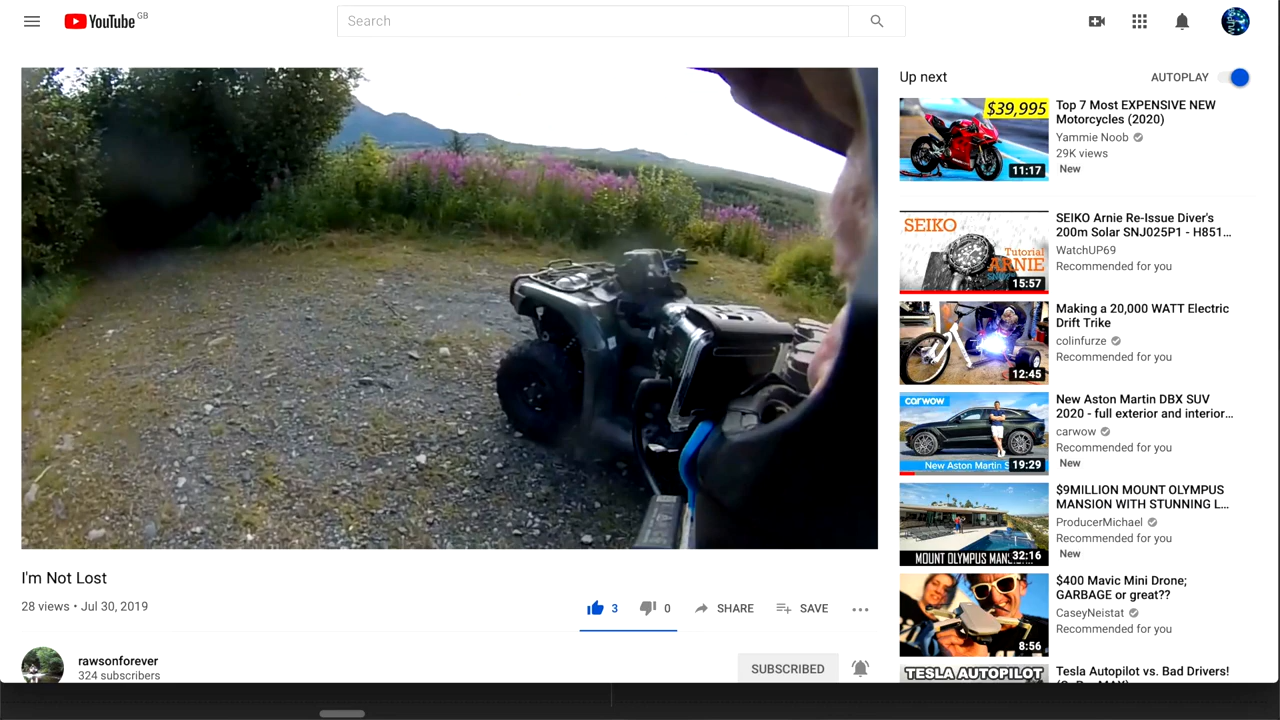 YouTube GB
Search
Up next
AUTOPLAY
$39,995
11:17
Top 7 Most EXPENSIVE NEW
Motorcycles (2020)
Yammie Noob
29K views
New
SEIKO
Tutorial
ARNIE
15:57
SEIKO Arnie Re-Issue Diver's
200m Solar SNJ025P1 - H851...
WatchUP69
Recommended for you
12:45
Making a 20,000 WATT Electric
Drift Trike
colinfurze
Recommended for you
carwow
New Aston Martin S
19:29
New Aston Martin DBX SUV
2020 - full exterior and interior...
carwow
Recommended for you
New
MOUNT OLYMPUS
32:16
$9MILLION MOUNT OLYMPUS
MANSION WITH STUNNING L...
ProducerMichael
Recommended for you
New
8:56
$400 Mavic Mini Drone;
GARBAGE or great??
CaseyNeistat
Recommended for you
TESLA AUTOPILOT
Tesla Autopilot vs. Bad Drivers!
I'm Not Lost
28 views • Jul 30, 2019
3
0
SHARE
SAVE
rawsonforever
324 subscribers
SUBSCRIBED